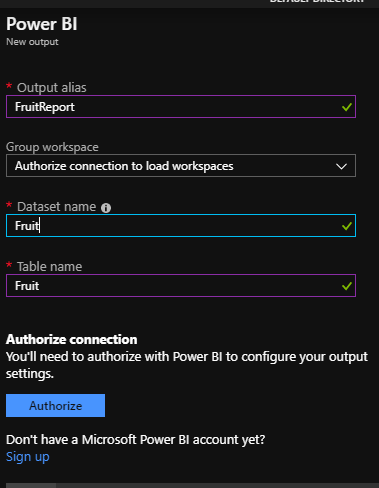 DEFAULT DIRECTORY
Power BI
New output
* Output alias
FruitReport
Group workspace
Authorize connection to load workspaces
* Dataset name
Fruit
* Table name
Fruit
Authorize connection
You'll need to authorize with Power BI to configure your output
settings.
Authorize
Don't have a Microsoft Power BI account yet?
Sign up